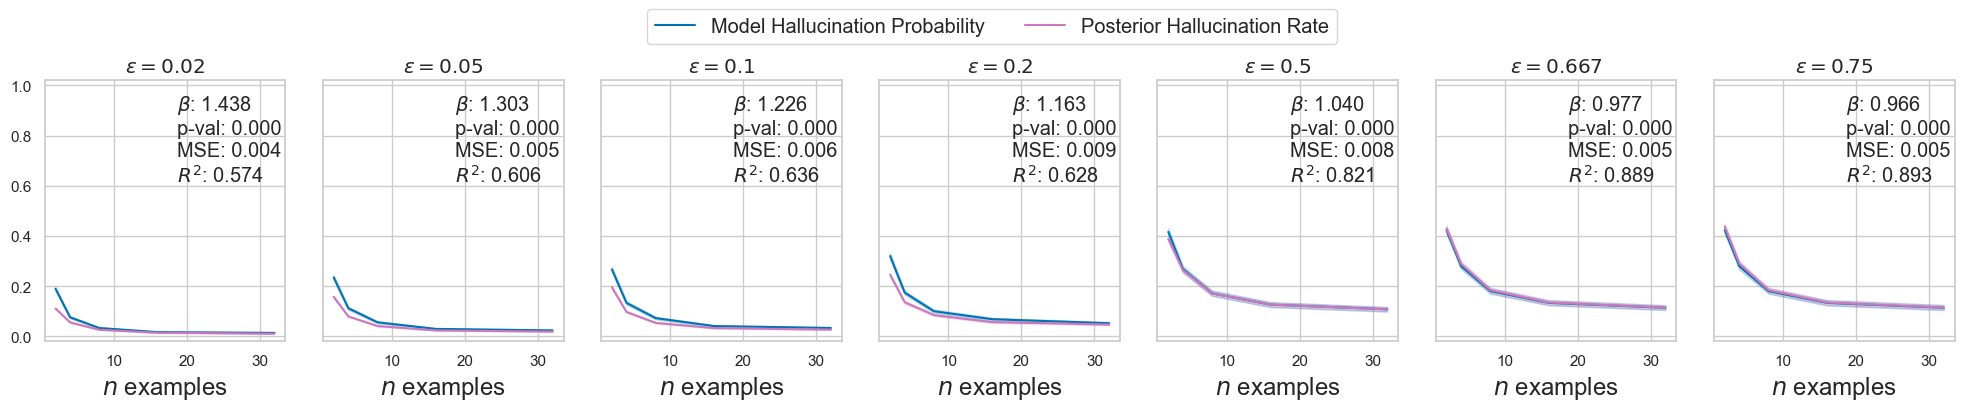 Model Hallucination Probability Posterior Hallucination Rate
ε = 0.02
ε = 0.05
ε = 0.1
ε = 0.2
ε = 0.5
ε = 0.667
ε = 0.75
1.0
0.8
0.6
0.4
0.2
0.0
β: 1.438
p-val: 0.000
MSE: 0.004
R²: 0.574
10 20 30
n examples
β: 1.303
p-val: 0.000
MSE: 0.005
R²: 0.606
10 20 30
n examples
β: 1.226
p-val: 0.000
MSE: 0.006
R²: 0.636
10 20 30
n examples
β: 1.163
p-val: 0.000
MSE: 0.009
R²: 0.628
10 20 30
n examples
β: 1.040
p-val: 0.000
MSE: 0.008
R²: 0.821
10 20 30
n examples
β: 0.977
p-val: 0.000
MSE: 0.005
R²: 0.889
10 20 30
n examples
β: 0.966
p-val: 0.000
MSE: 0.005
R²: 0.893
10 20 30
n examples